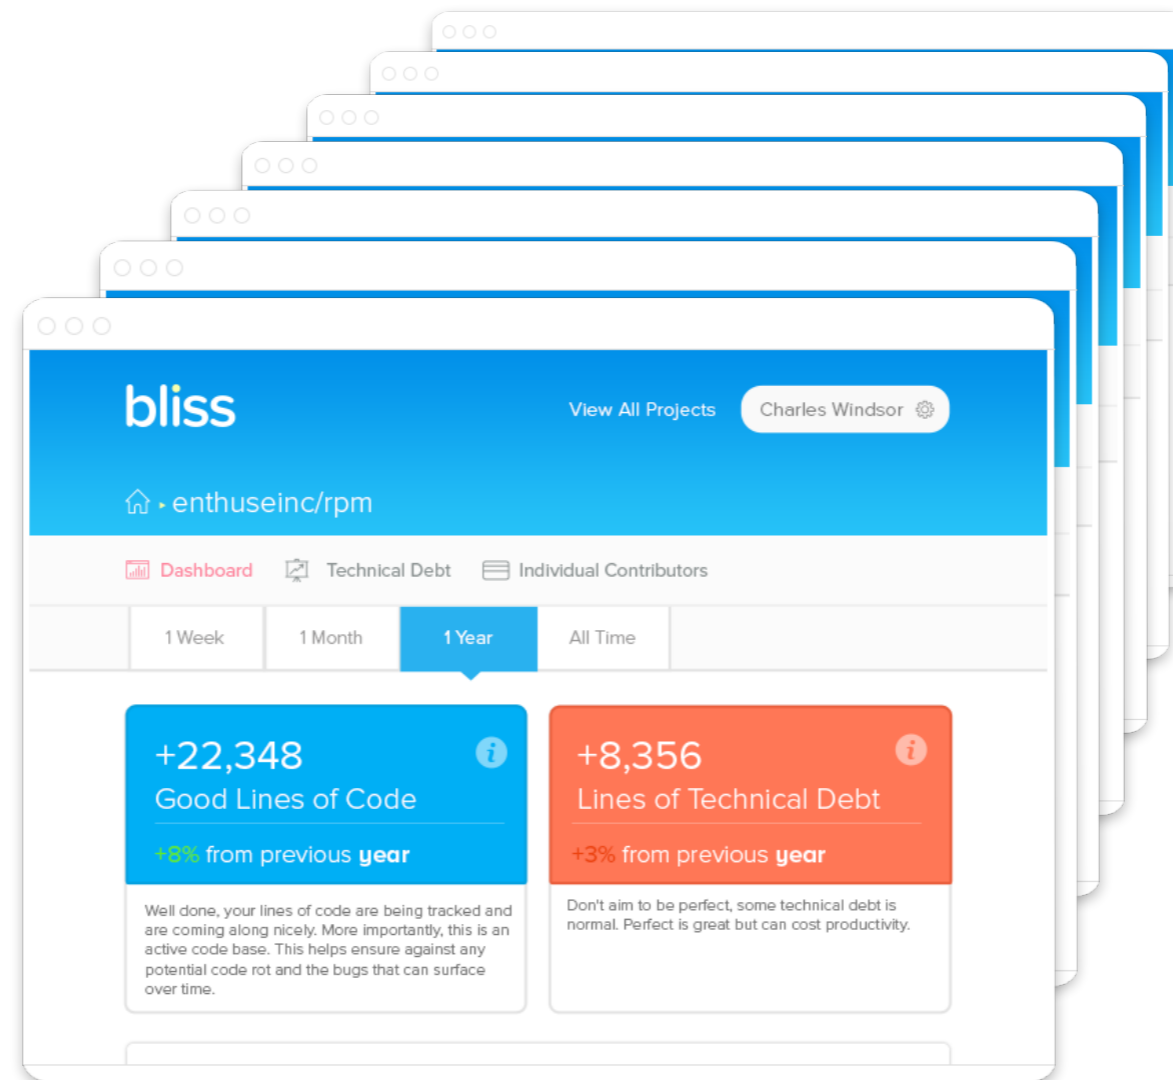 bliss
View All Projects
Charles Windsor
enthuseinc/rpm
Dashboard
Technical Debt
Individual Contributors
1 Week
1 Month
1 Year
All Time
+22,348
Good Lines of Code
+8% from previous year
Well done, your lines of code are being tracked and
are coming along nicely. More importantly, this is an
active code base. This helps ensure against any
potential code rot and the bugs that can surface
over time.
+8,356
Lines of Technical Debt
+3% from previous year
Don't aim to be perfect, some technical debt is
normal. Perfect is great but can cost productivity.